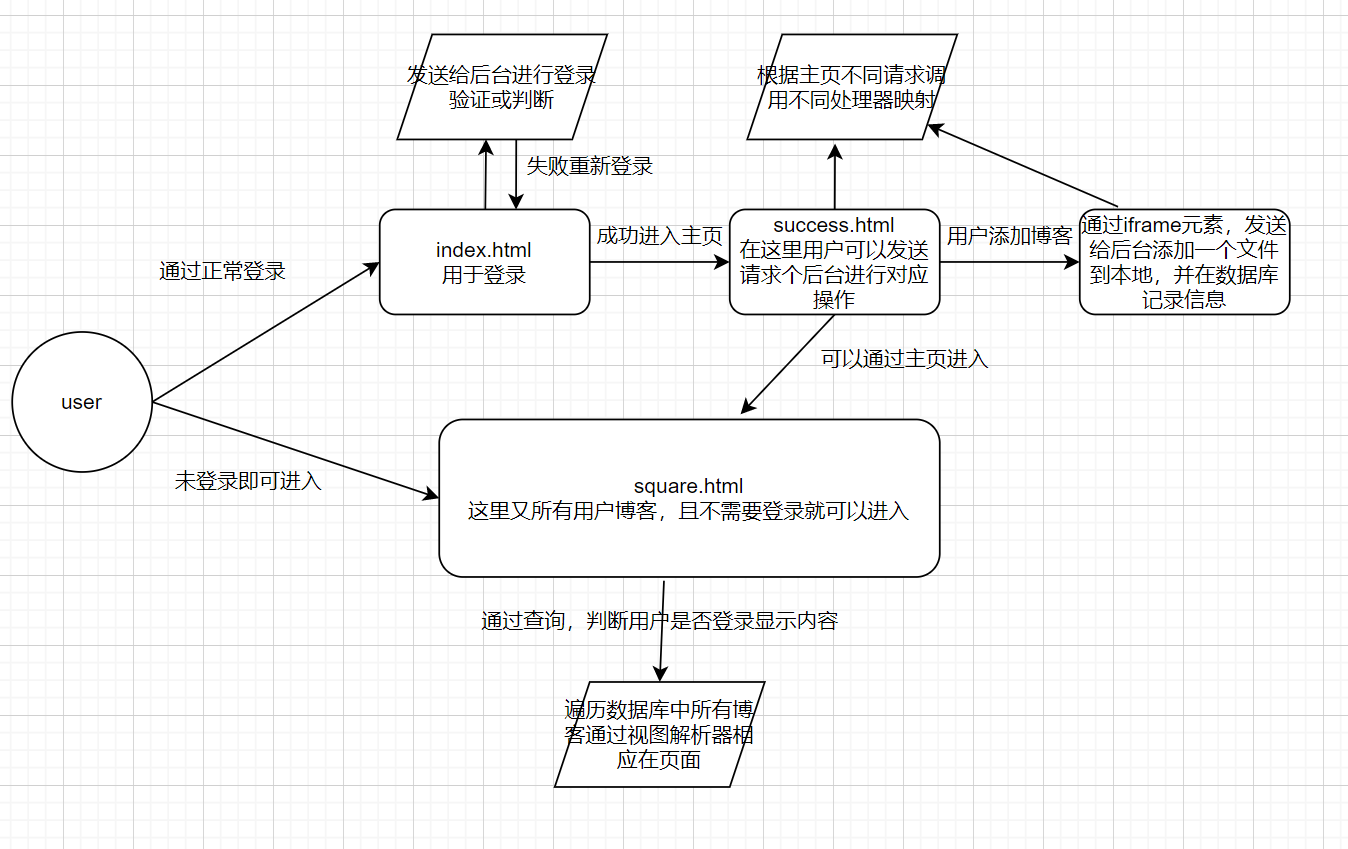 发送给后台进行登录
验证或判断
根据主页不同请求调
用不同处理器映射
失败重新登录
index.html
用于登录
成功进入主页
success.html
在这里用户可以发送
请求个后台进行对应
操作
用户添加博客
通过iframe元素，发送
给后台添加一个文件
到本地，并在数据库
记录信息
通过正常登录
可以通过主页进入
user
未登录即可进入
square.html
这里又所有用户博客，且不需要登录就可以进入
通过查询，判断用户是否登录显示内容
遍历数据库中所有博
客通过视图解析器相
应在页面